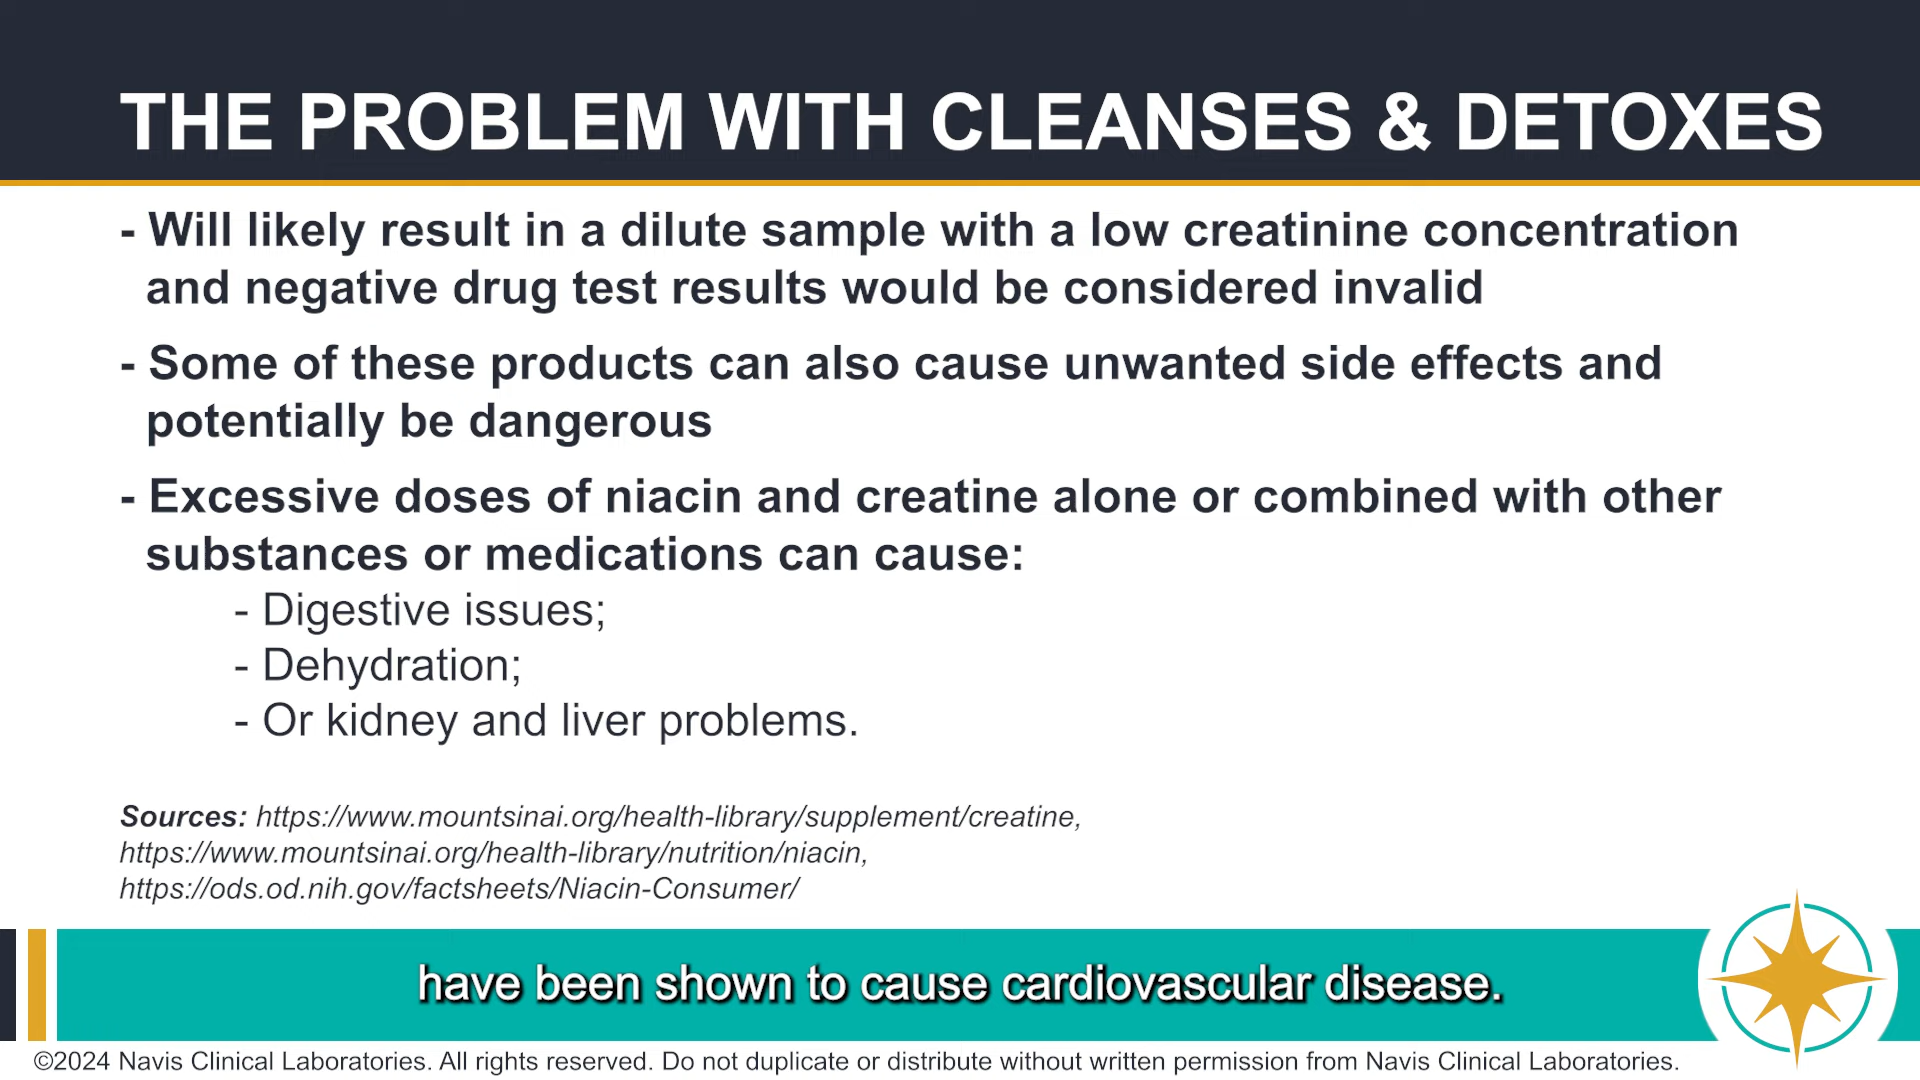 THE PROBLEM WITH CLEANSES & DETOXES
- Will likely result in a dilute sample with a low creatinine concentration
and negative drug test results would be considered invalid
- Some of these products can also cause unwanted side effects and
potentially be dangerous
- Excessive doses of niacin and creatine alone or combined with other
substances or medications can cause:
- Digestive issues;
- Dehydration;
- Or kidney and liver problems.
Sources: https://www.mountsinai.org/health-library/supplement/creatine,
https://www.mountsinai.org/health-library/nutrition/niacin,
https://ods.od.nih.gov/factsheets/Niacin-Consumer/
have been shown to cause cardiovascular disease.
©2024 Navis Clinical Laboratories. All rights reserved. Do not duplicate or distribute without written permission from Navis Clinical Laboratories.